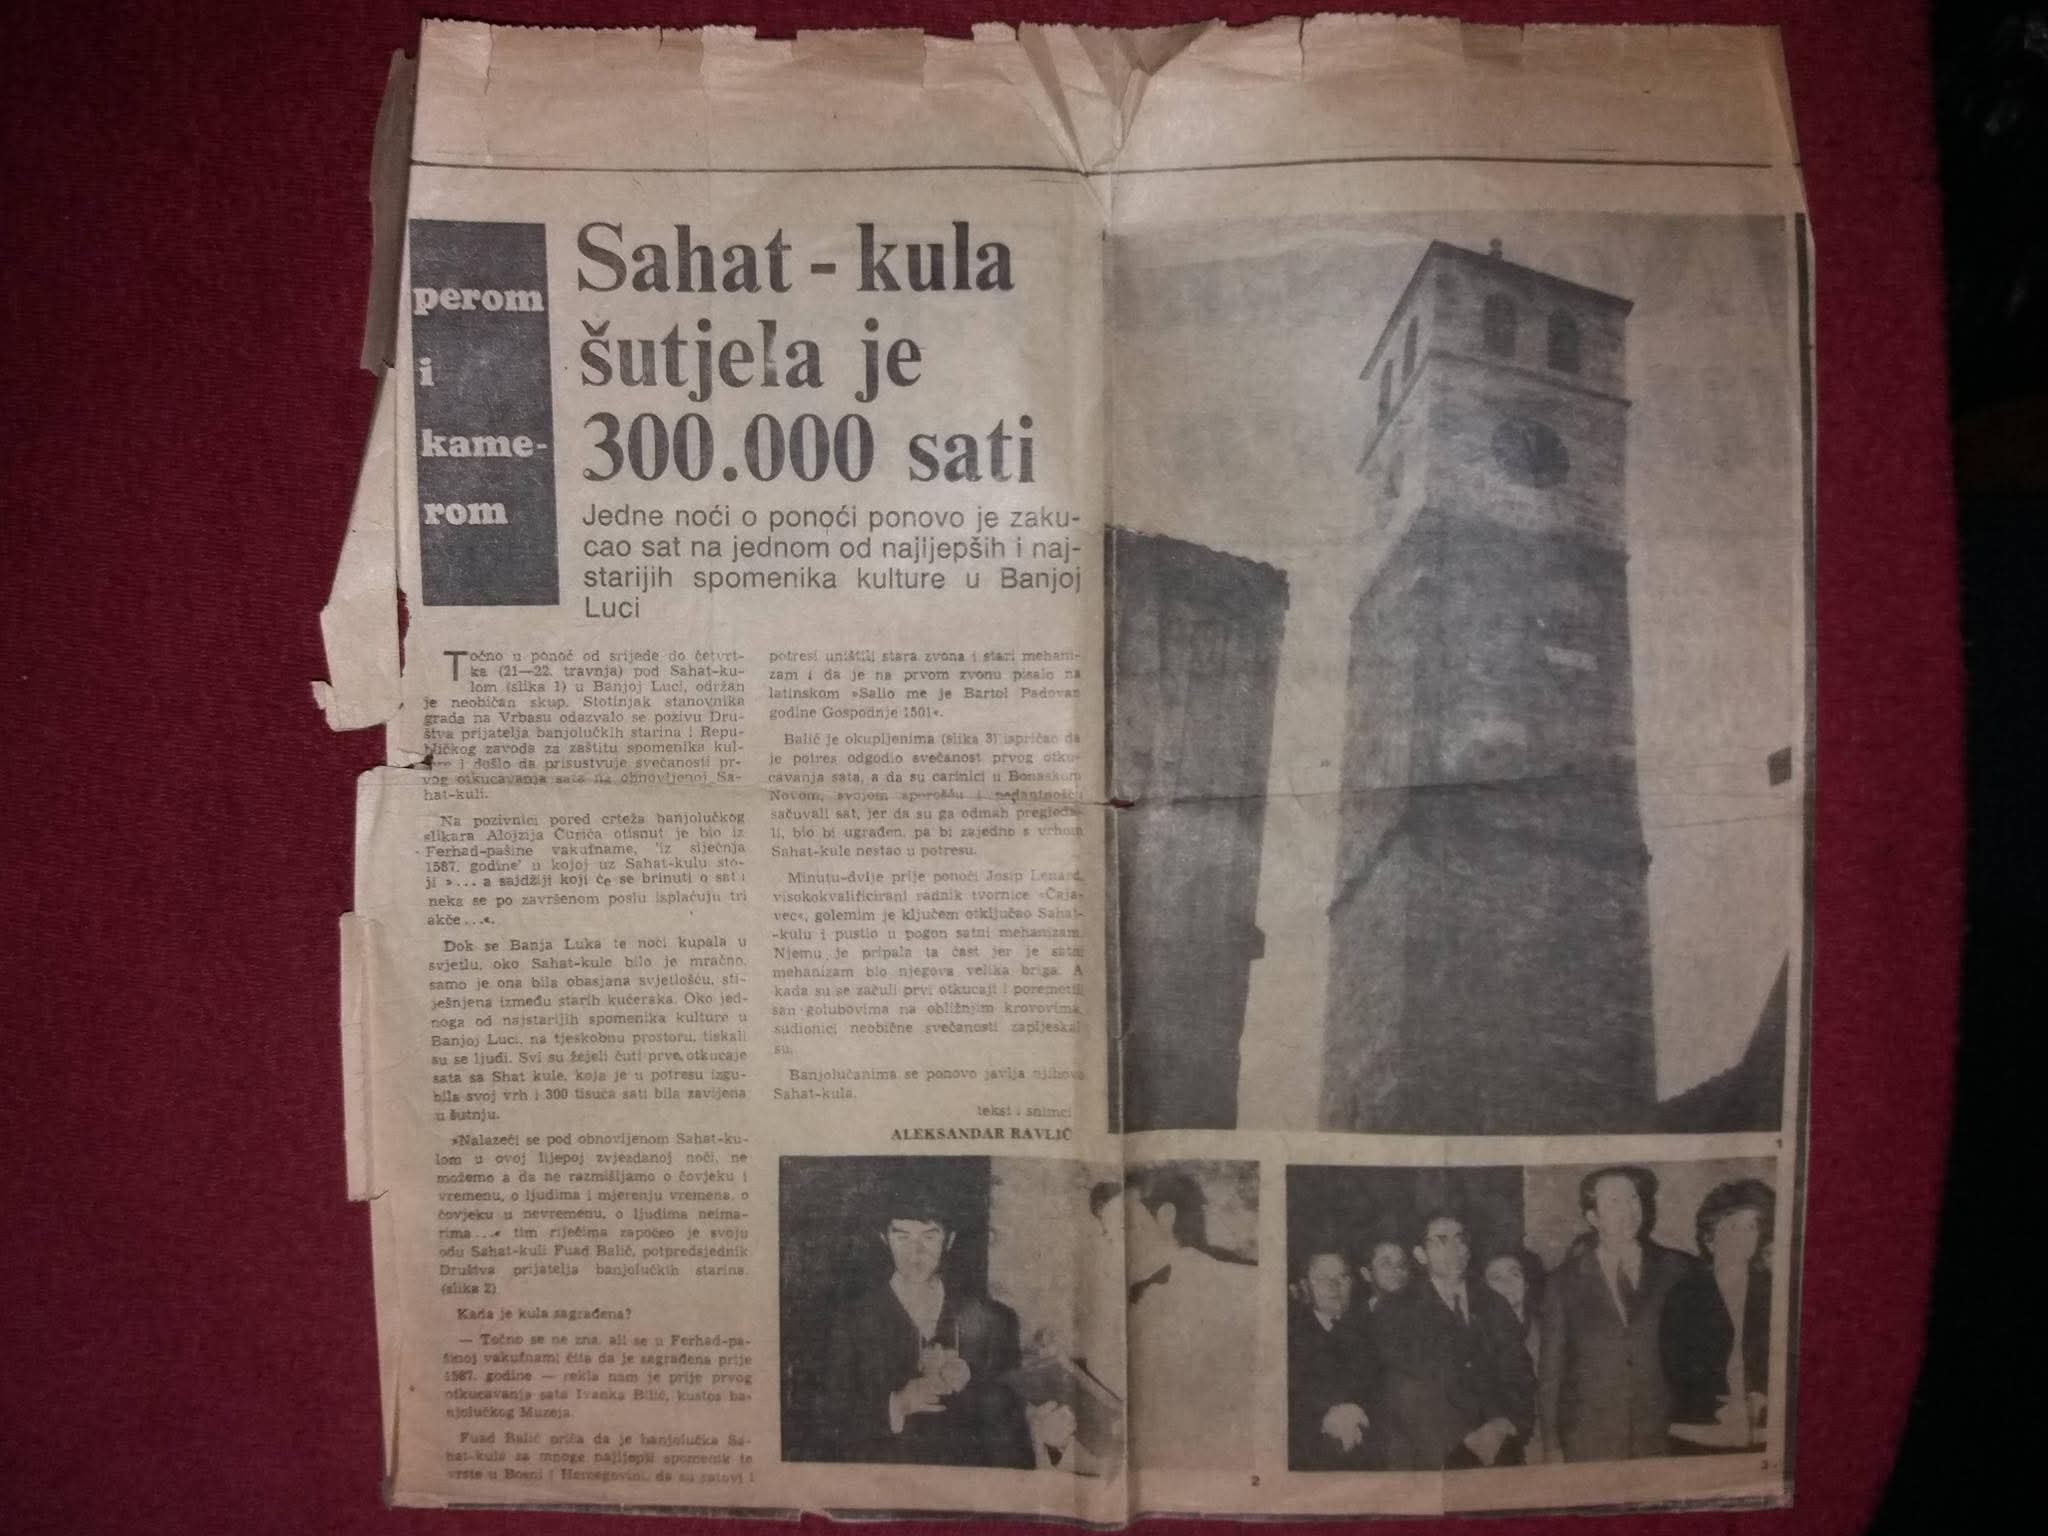 perom
i
kame-
rom
Sahat - kula
šutjela je
300.000 sati
Jedne noći o ponoći ponovo je zaku-
cao sat na jednom od najljepših i naj-
starijih spomenika kulture u Banjoj
Luci
Točno u ponoć od srijede do četvrt-
ka (21—22. travnja) pod Sahat-ku-
lom (slika 1) u Banjoj Luci, održan
je neobičan skup. Stotinjak stanovnika
grada na Vrbasu odazvalo se pozivu Dru-
štva prijatelja banjolučkih starina i Repu-
bličkog zavoda za zaštitu spomenika kul-
ture i došlo da prisustvuje svečanosti pr-
vog otkucavanja sata na obnovljenoj Sa-
hat-kuli.
Na pozivnici pored crteža banjolučkog
slikara Alojzija Ćurića otisnut je bio iz
Ferhad-pašine vakufname, 'iz siječnja
1587. godine' u kojoj uz Sahat-kulu sto-
ji »... a sajdžiji koji će se brinuti o sati
neka se po završenom poslu isplaćuju tri
akče...«.
Dok se Banja Luka te noći kupala u
svjetlu, oko Sahat-kule bilo je mračno,
samo je ona bila obasjana svjetlošću, sti-
ješnjena između starih kućeraka. Oko jed-
noga od najstarijih spomenika kulture u
Banjoj Luci, na tjeskobnu prostoru, tiskali
su se ljudi. Svi su žejeli čuti prve otkucaje
sata sa Shat kule, koja je u potresu izgu-
bila svoj vrh i 300 tisuća sati bila zavijena
u šutnju.
»Nalazeći se pod obnovljenom Sahat-ku-
lom u ovoj lijepoj zvjezdanoj noći, ne
možemo a da ne razmišljamo o čovjeku i
vremenu, o ljudima i mjerenju vremena, o
čovjeku u nevremenu, o ljudima neima-
rima...« tim riječima započeo je svoju
odu Sahat-kuli Fuad Balić, potpredsjednik
Društva prijatelja banjolučkih starina.
(slika 2)
Kada je kula sagrađena?
— Točno se ne zna, ali se u Ferhad-pa-
šinoj vakufnami čita da je sagrađena prije
1587. godine — rekla nam je prije prvog
otkucavanja sata Ivanka Bilić, kustos ba-
njolučkog Muzeja.
Fuad Balić priča da je banjolučka Sa-
hat-kula za mnoge najljepši spomenik te
vrste u Bosni i Hercegovini, da su ratovi i
potresi uništili stara zvona i stari mehani-
zam i da je na prvom zvonu pisalo na
latinskom »Salio me je Bartol Padovan
godine Gospodnje 1501«.
Balić je okupljenima (slika 3) ispričao da
je potres odgodio svečanost prvog otku-
cavanja sata, a da su carinici u Bosanskom
Novom, svojom sporošću i pedantnošću
sačuvali sat, jer da su ga odmah pregleda-
li, bio bi ugrađen, pa bi zajedno s vrhom
Sahat-kule nestao u potresu.
Minutu-dvije prije ponoći Josip Lenard,
visokokvalificirani radnik tvornice »Čaja-
vec«, golemim je ključem otključao Sahat-
-kulu i pustio u pogon satni mehanizam.
Njemu je pripala ta čast jer je satni
mehanizam bio njegova velika briga. A
kada su se začuli prvi otkucaji i poremetili
san golubovima na obližnjim krovovima,
sudionici neobične svečanosti zapljeskali
su.
Banjolučanima se ponovo javlja njihova
Sahat-kula.
tekst i snimci
ALEKSANDAR RAVLIĆ
1
2
3